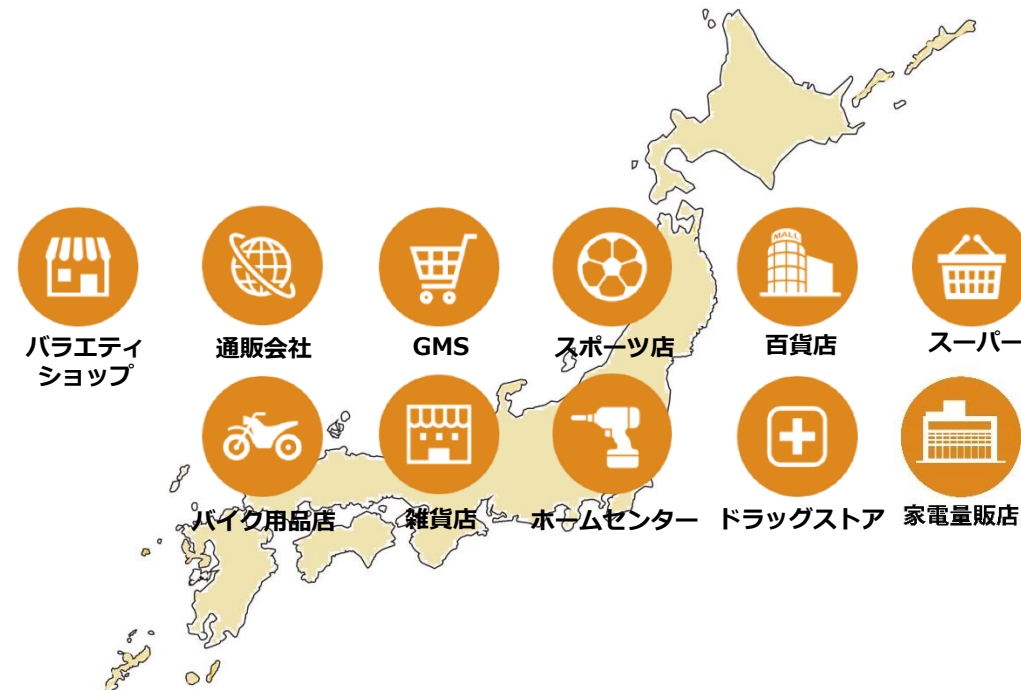 MALL
バラエティ
ショップ
通販会社
GMS
スポーツ店
百貨店
スーパー
バイク用品店
雑貨店
ホームセンター
ドラッグストア
家電量販店